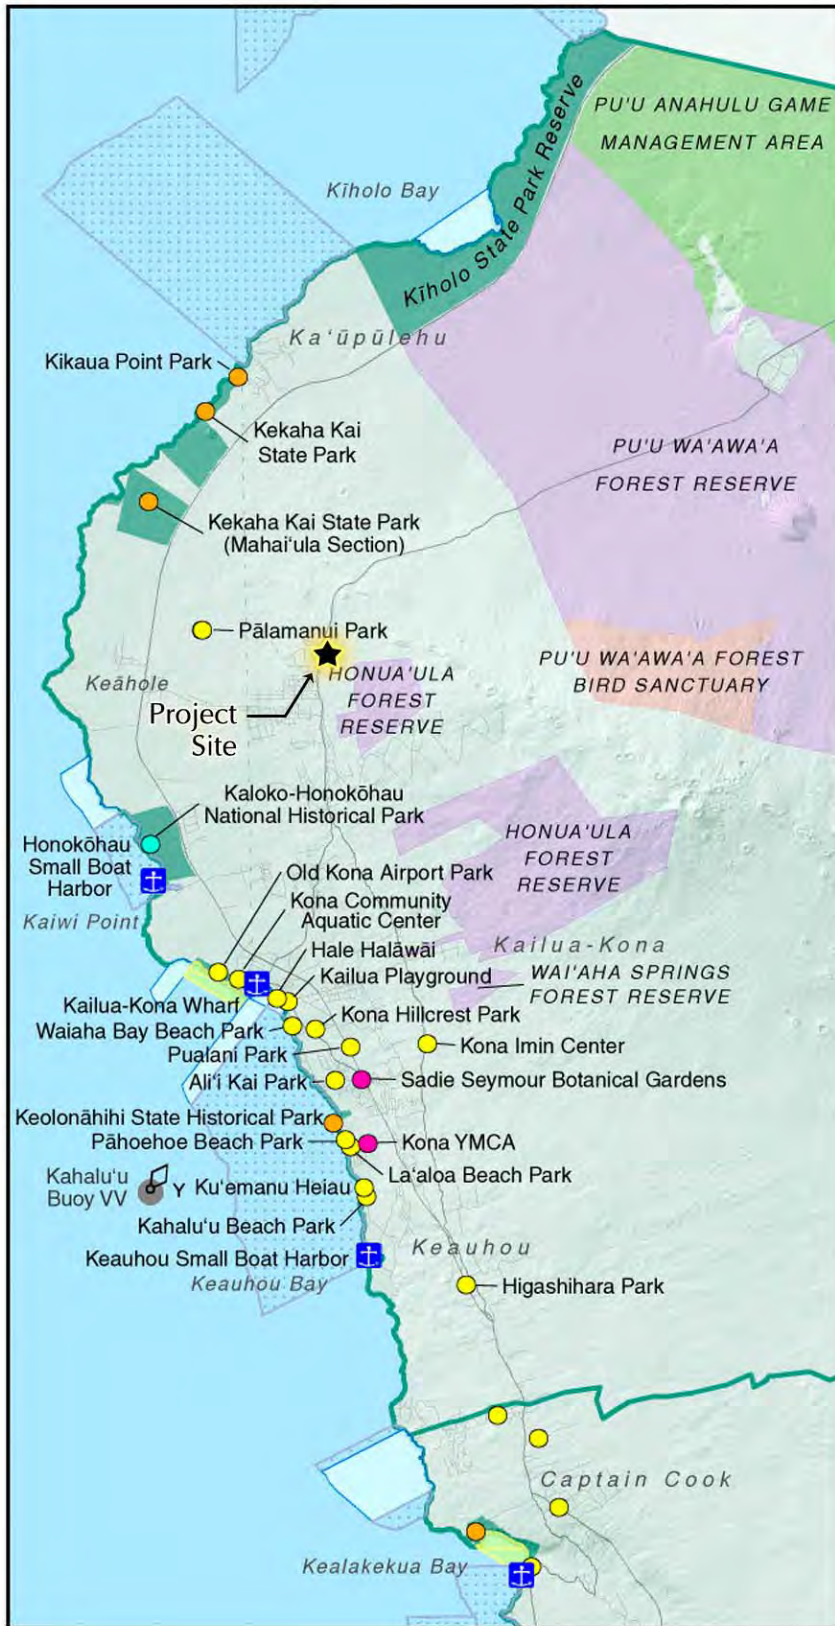 PU'U ANAHULU GAME
MANAGEMENT AREA
Kīholo State Park Reserve
Kīholo Bay
Ka‘ūpūlehu
Kikaua Point Park
Kekaha Kai
State Park
PU'U WA'AWA'A
FOREST RESERVE
Kekaha Kai State Park
(Mahai‘ula Section)
Pālamanui Park
PU'U WA'AWA'A FOREST
BIRD SANCTUARY
HONUA'ULA
FOREST
RESERVE
Keāhole
Project
Site
Kaloko-Honokōhau
National Historical Park
Honokōhau
Small Boat
Harbor
HONUA'ULA
FOREST
RESERVE
Old Kona Airport Park
Kaiwi Point
Kona Community
Aquatic Center
Hale Halāwāi
Kailua-Kona
Kailua Playground
WAI'AHA SPRINGS
FOREST RESERVE
Kailua-Kona Wharf
Waiaha Bay Beach Park
Kona Hillcrest Park
Pualani Park
Kona Imin Center
Ali‘i Kai Park
Sadie Seymour Botanical Gardens
Keolonāhihi State Historical Park
Pāhoehoe Beach Park
Kona YMCA
La‘aloa Beach Park
Kahalu‘u
Buoy VV
Y
Ku‘emanu Heiau
Kahalu‘u Beach Park
Keauhou Small Boat Harbor
Keauhou
Keauhou Bay
Higashihara Park
Captain Cook
Kealakekua Bay